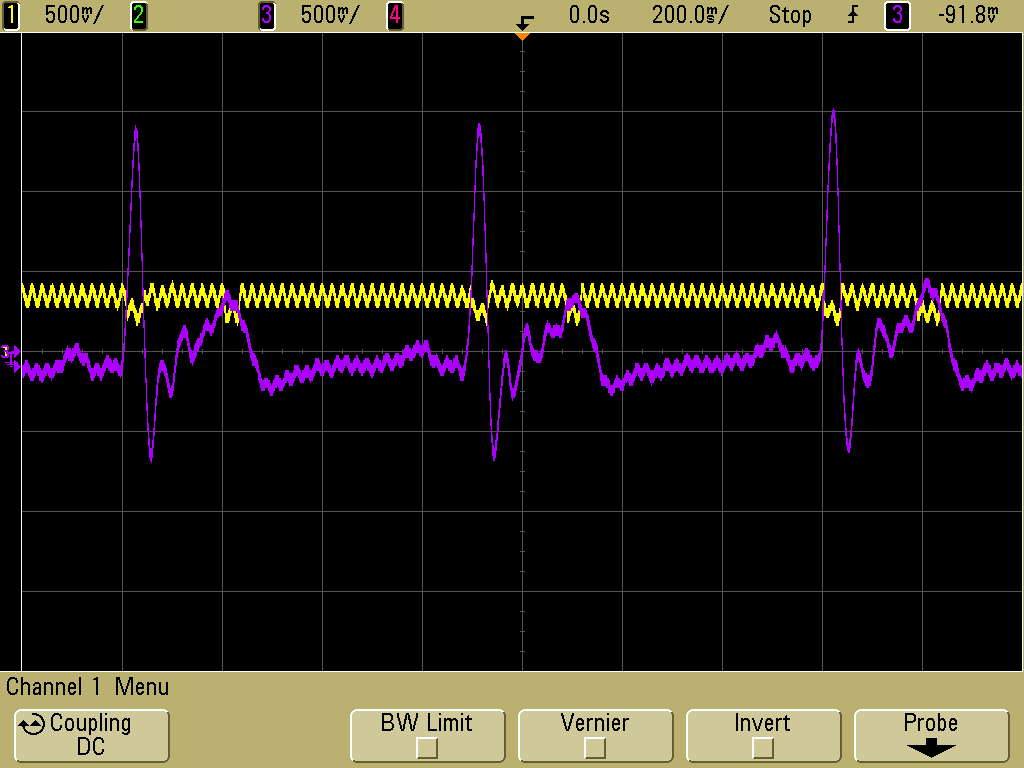 1 500mV/ 2 3 500mV/ 4 0.0s 200.0ms/ Stop 3 -91.8mV
3
Channel 1 Menu
Coupling
DC
BW Limit
Vernier
Invert
Probe